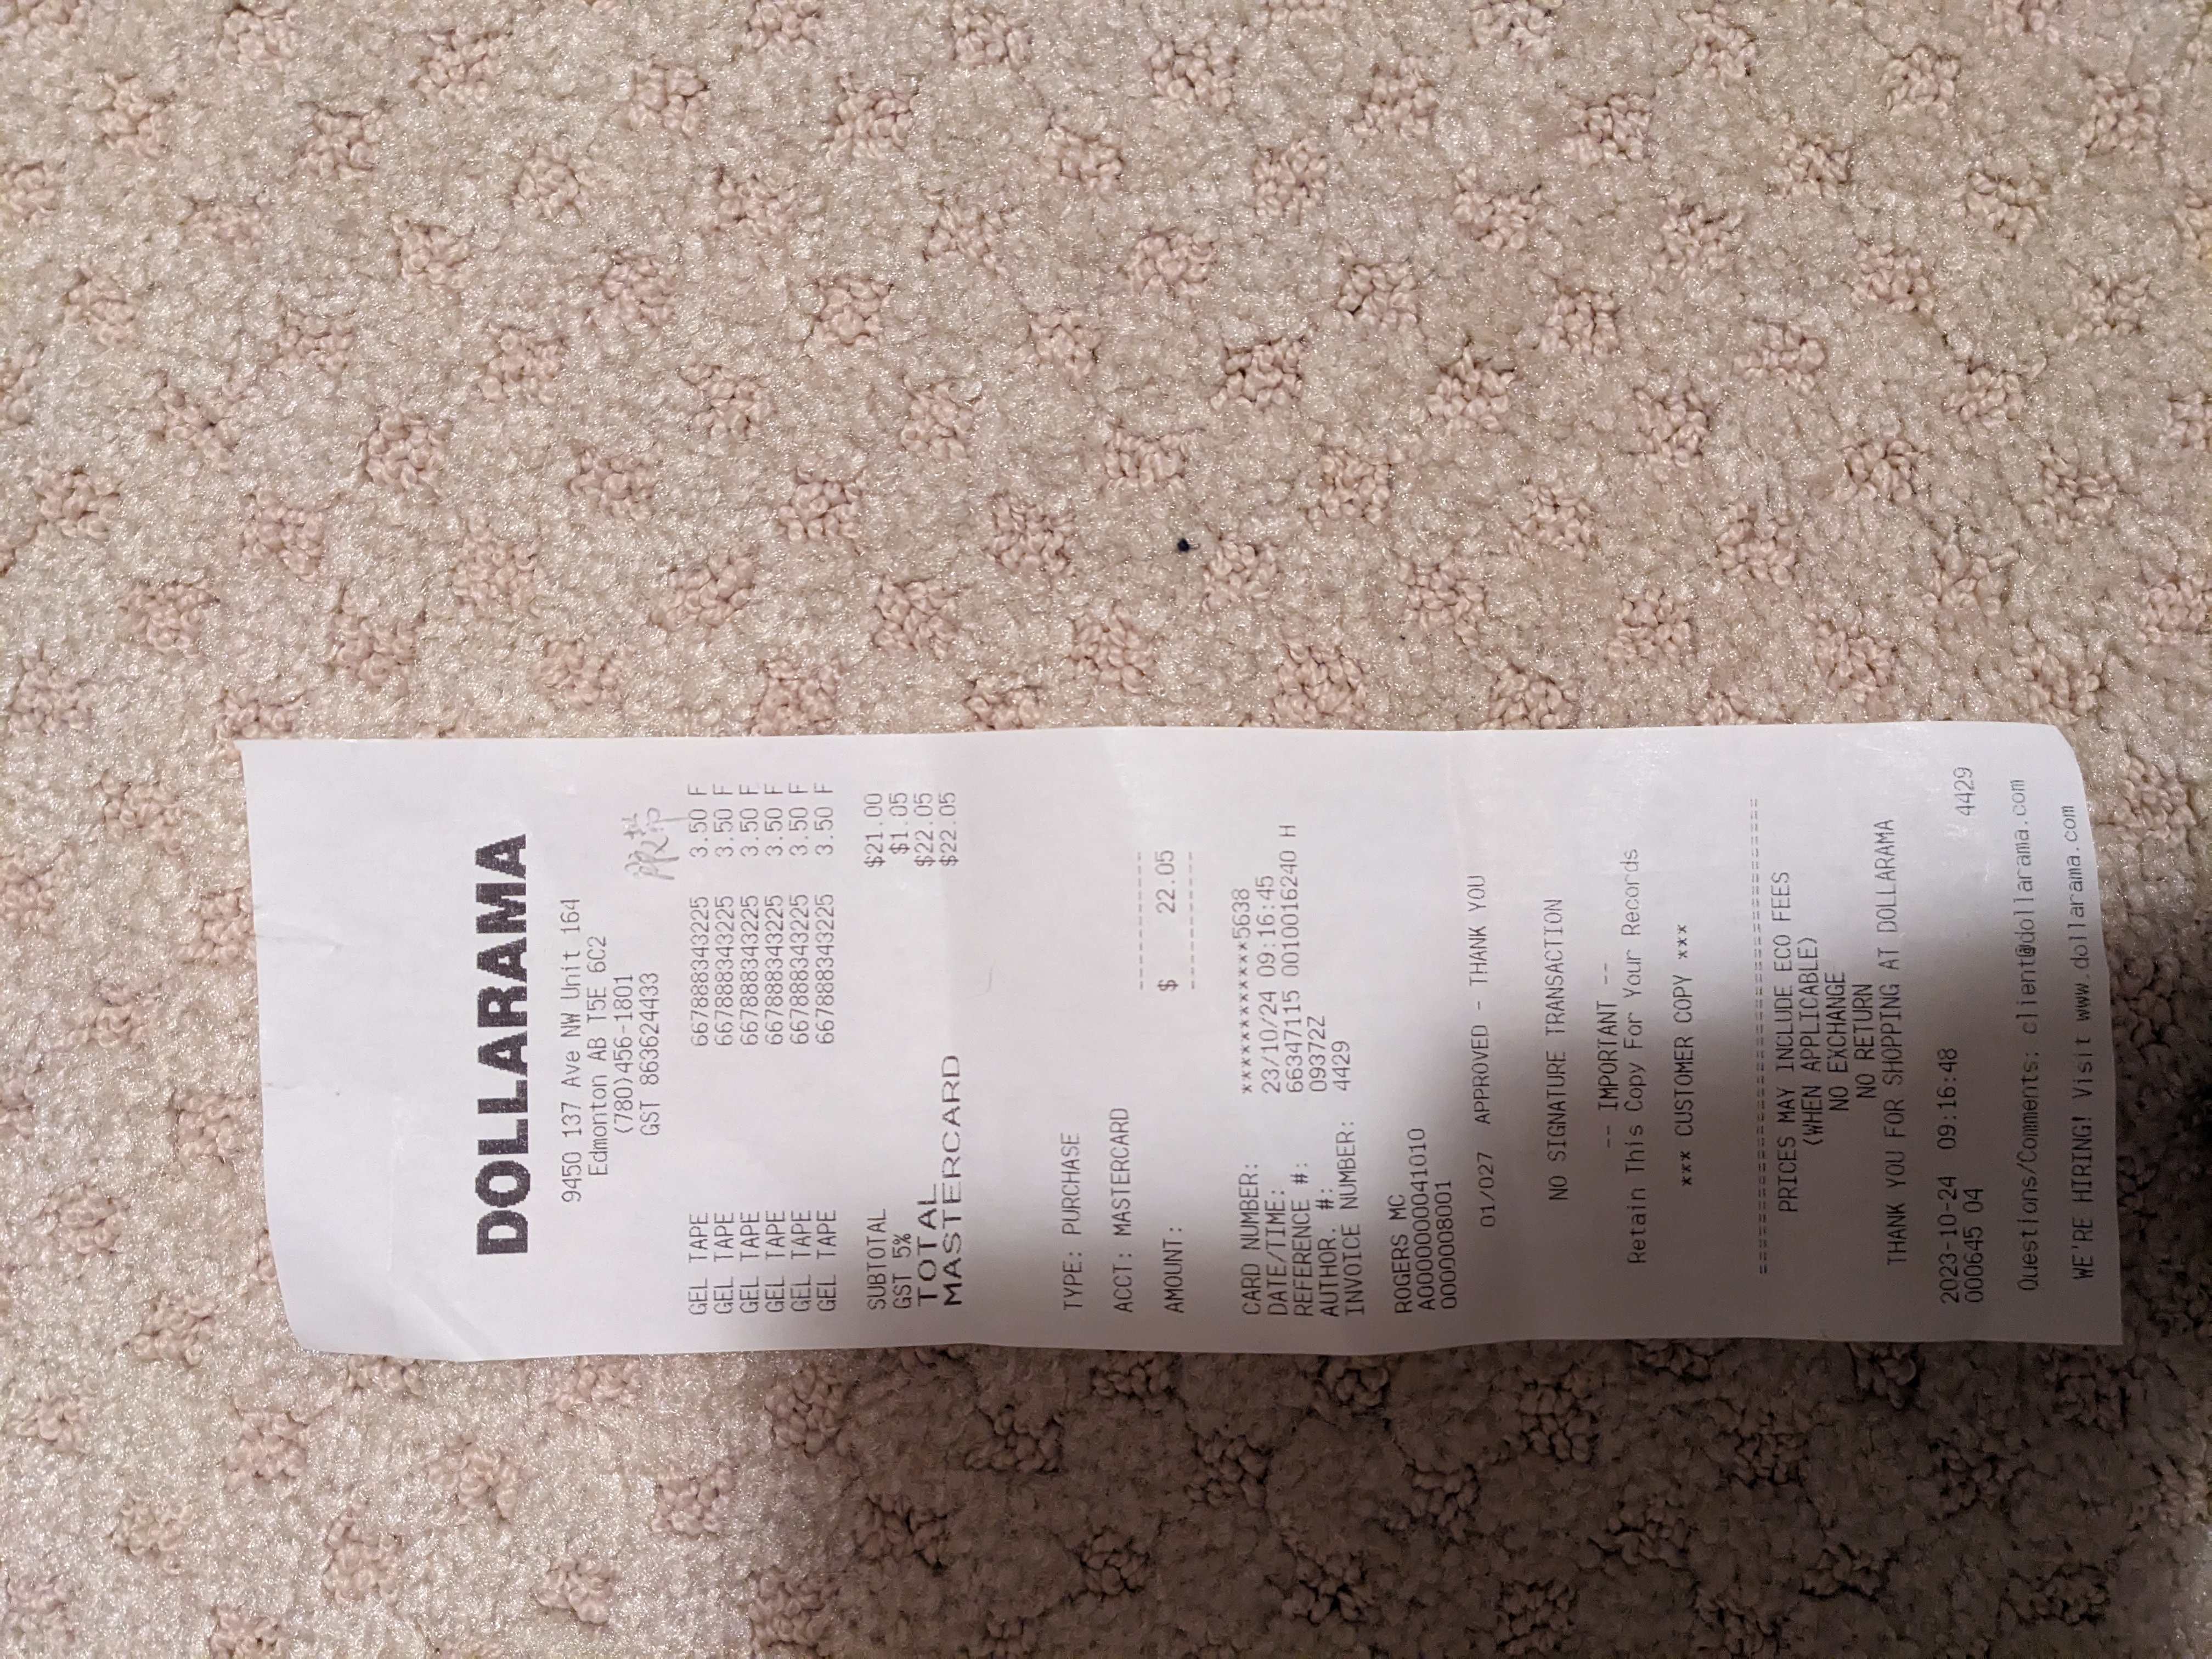 DOLLARAMA
9450 137 Ave NW Unit 164
Edmonton AB T5E 6C2
(780)456-1801
GST 863624433
GEL TAPE 667888343225 3.50 F
GEL TAPE 667888343225 3.50 F
GEL TAPE 667888343225 3.50 F
GEL TAPE 667888343225 3.50 F
GEL TAPE 667888343225 3.50 F
GEL TAPE 667888343225 3.50 F
SUBTOTAL $21.00
GST 5% $1.05
TOTAL $22.05
MASTERCARD $22.05
TYPE: PURCHASE
ACCT: MASTERCARD
------------
AMOUNT: $ 22.05
------------
CARD NUMBER: ************5638
DATE/TIME: 23/10/24 09:16:45
REFERENCE #: 66347115 0010016240 H
AUTHOR. #: 09372Z
INVOICE NUMBER: 4429
ROGERS MC
A0000000041010
0000008001
01/027 APPROVED - THANK YOU
NO SIGNATURE TRANSACTION
-- IMPORTANT --
Retain This Copy For Your Records
*** CUSTOMER COPY ***
======================================
PRICES MAY INCLUDE ECO FEES
(WHEN APPLICABLE)
NO EXCHANGE
NO RETURN
THANK YOU FOR SHOPPING AT DOLLARAMA
2023-10-24 09:16:48
000645 04 4429
Questions/Comments: client@dollarama.com
WE'RE HIRING! Visit www.dollarama.com